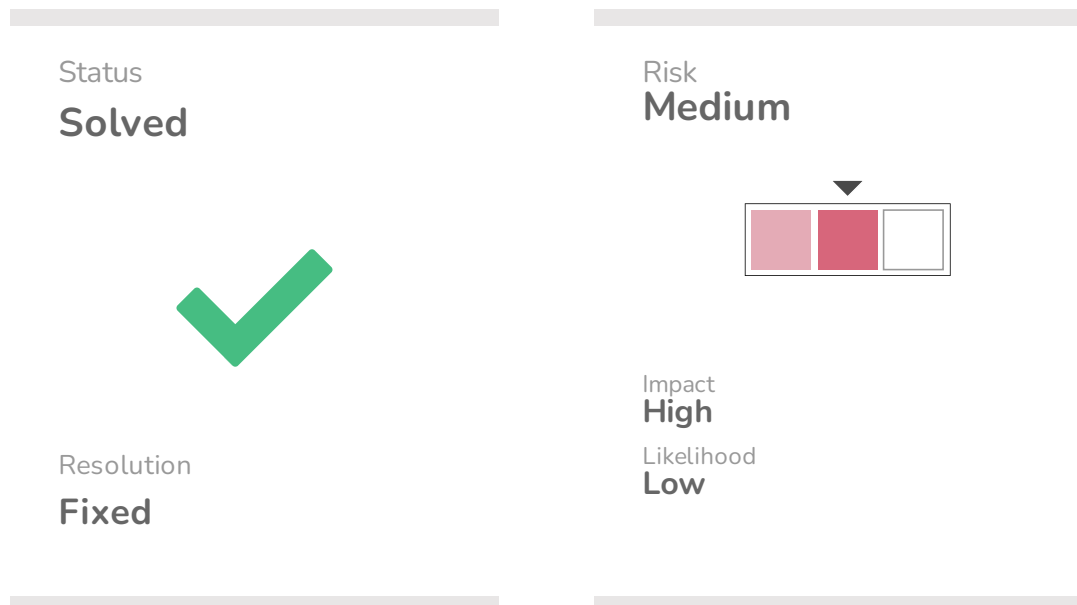 Status
Solved
Resolution
Fixed
Risk
Medium
Impact
High
Likelihood
Low